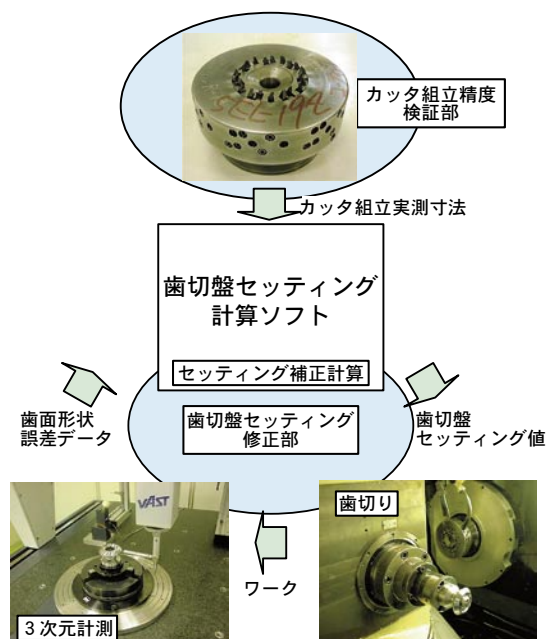 カッタ組立精度
検証部
カッタ組立実測寸法
歯切盤セッティング
計算ソフト
セッティング補正計算
歯面形状
誤差データ
歯切盤セッティング
修正部
歯切盤
セッティング値
VAST
歯切り
ワーク
3次元計測